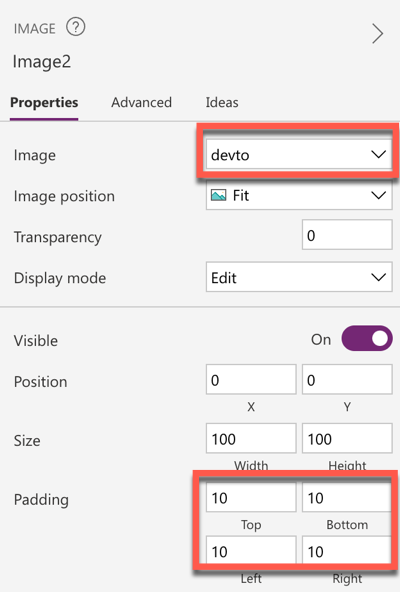 IMAGE ?
Image2
Properties Advanced Ideas
Image devto
Image position Fit
Transparency 0
Display mode Edit
Visible On
Position 0 0
X Y
Size 100 100
Width Height
Padding 10 10
Top Bottom
10 10
Left Right